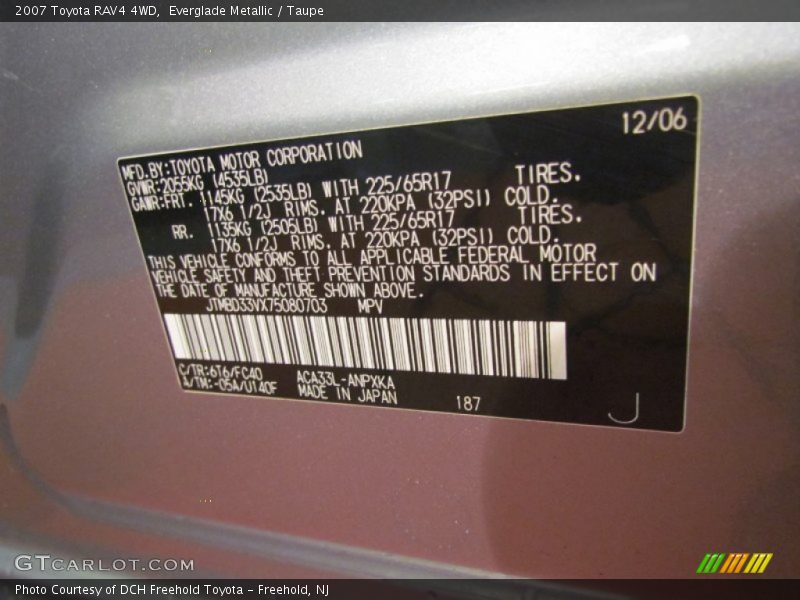 2007 Toyota RAV4 4WD, Everglade Metallic / Taupe
12/06
MFD.BY:TOYOTA MOTOR CORPORATION
GVWR:2055KG (4535LB)
GAWR:FRT. 1145KG (2535LB) WITH 225/65R17 TIRES.
17X6 1/2J RIMS. AT 220KPA (32PSI) COLD.
RR. 1135KG (2505LB) WITH 225/65R17 TIRES.
17X6 1/2J RIMS. AT 220KPA (32PSI) COLD.
THIS VEHICLE CONFORMS TO ALL APPLICABLE FEDERAL MOTOR
VEHICLE SAFETY AND THEFT PREVENTION STANDARDS IN EFFECT ON
THE DATE OF MANUFACTURE SHOWN ABOVE.
JTMBD33VX75080703 MPV
C/TR:6T6/FC40 ACA33L-ANPXKA
A/TM:-05A/U140F MADE IN JAPAN 187 J
GTCARLOT.COM
Photo Courtesy of DCH Freehold Toyota - Freehold, NJ